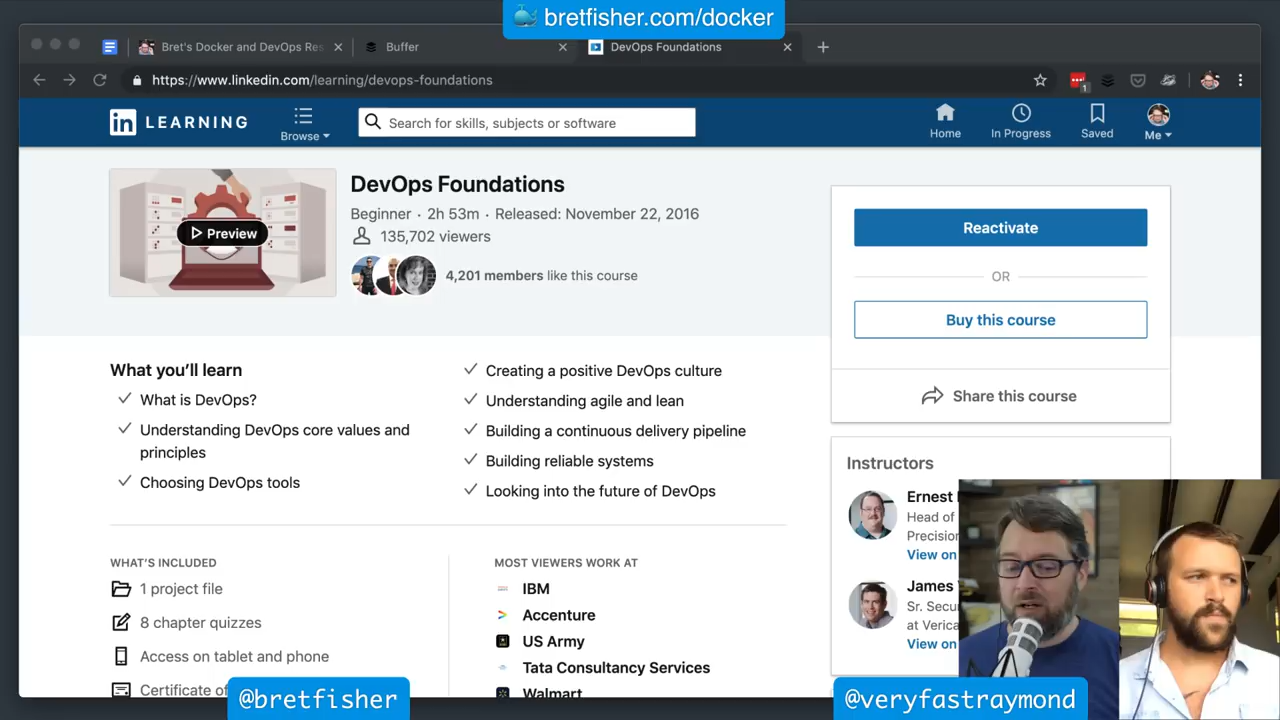 bretfisher.com/docker
Bret's Docker and DevOps Res
Buffer
DevOps Foundations
https://www.linkedin.com/learning/devops-foundations
1
in LEARNING
Browse
Search for skills, subjects or software
Home
In Progress
Saved
Me
Preview
DevOps Foundations
Beginner · 2h 53m · Released: November 22, 2016
135,702 viewers
4,201 members like this course
Reactivate
OR
Buy this course
Share this course
What you'll learn
What is DevOps?
Understanding DevOps core values and
principles
Choosing DevOps tools
Creating a positive DevOps culture
Understanding agile and lean
Building a continuous delivery pipeline
Building reliable systems
Looking into the future of DevOps
Instructors
Ernest
Head of
Precision
View on
James
Sr. Secu
at Verica
View on
WHAT'S INCLUDED
1 project file
8 chapter quizzes
Access on tablet and phone
Certificate of
MOST VIEWERS WORK AT
IBM
Accenture
US Army
Tata Consultancy Services
Walmart
@bretfisher
@veryfastraymond